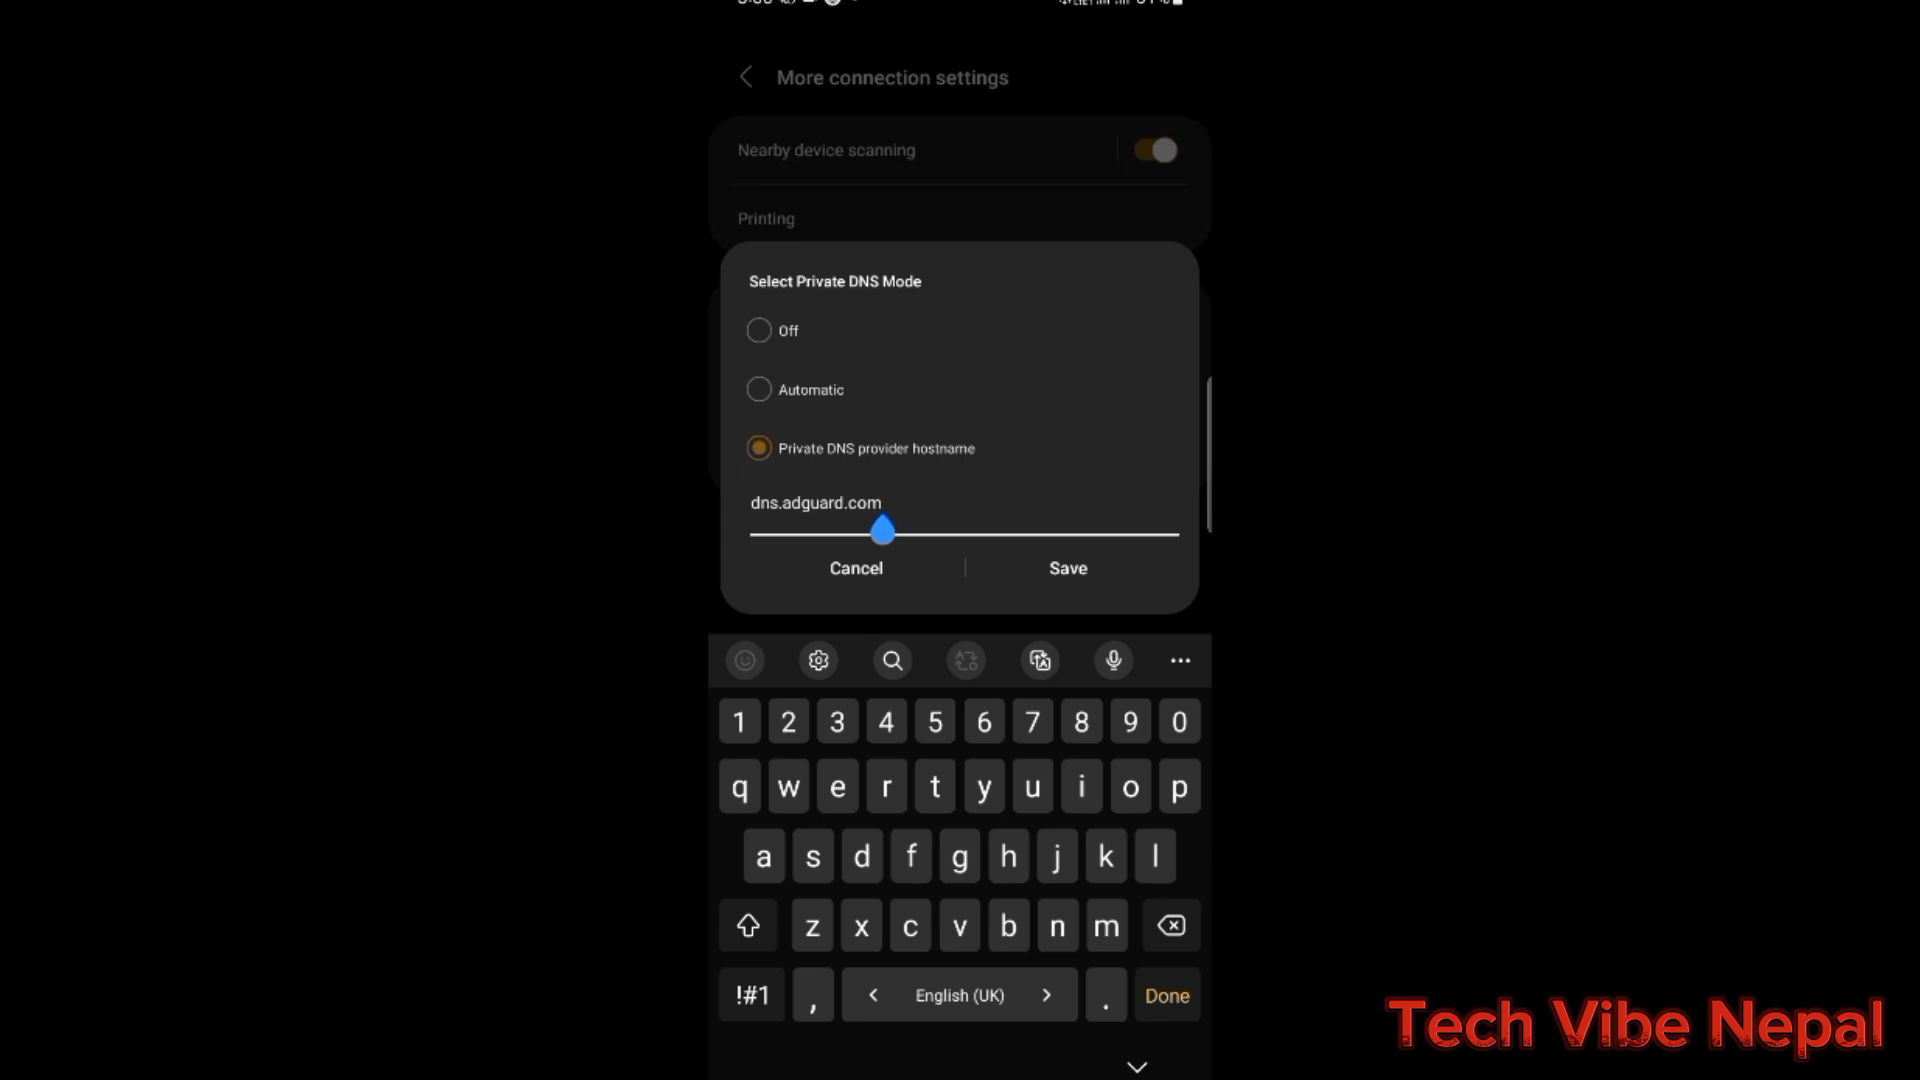 More connection settings
Nearby device scanning
Printing
Select Private DNS Mode
Off
Automatic
Private DNS provider hostname
dns.adguard.com
Cancel
Save
1 2 3 4 5 6 7 8 9 0
q w e r t y u i o p
a s d f g h j k l
z x c v b n m
!#1 , < English (UK) > . Done
Tech Vibe Nepal